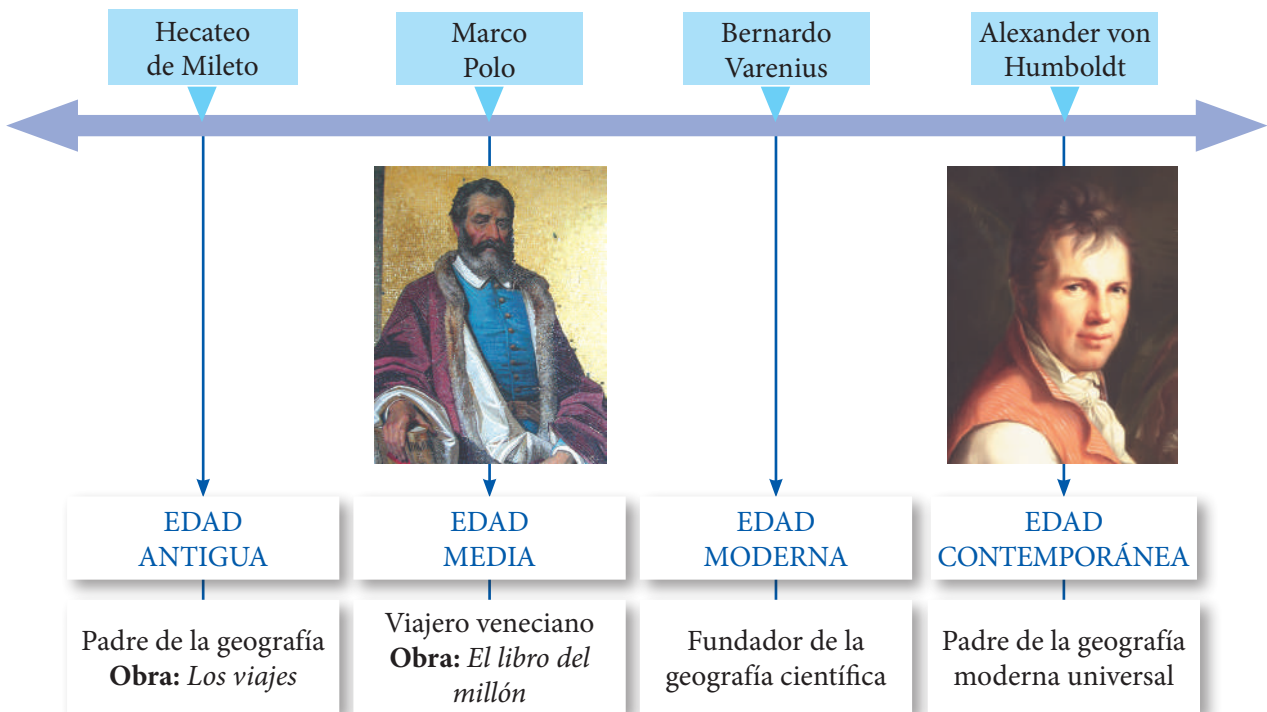 Hecateo
de Mileto
Marco
Polo
Bernardo
Varenius
Alexander von
Humboldt
EDAD
ANTIGUA
EDAD
MEDIA
EDAD
MODERNA
EDAD
CONTEMPORÁNEA
Padre de la geografía
Obra: Los viajes
Viajero veneciano
Obra: El libro del
millón
Fundador de la
geografía científica
Padre de la geografía
moderna universal